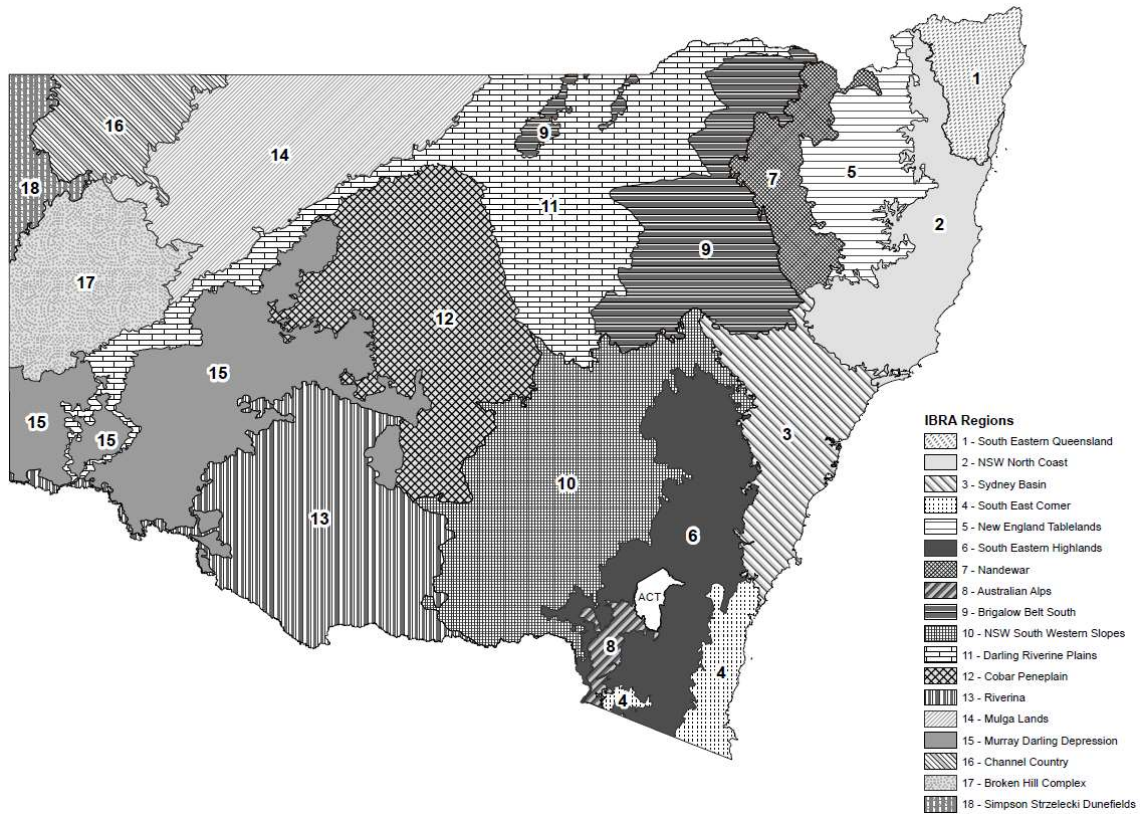 1
16
9
14
18
7
5
11
2
9
17
12
15
3
15
15
10
13
6
ACT
8
4
4
IBRA Regions
1 - South Eastern Queensland
2 - NSW North Coast
3 - Sydney Basin
4 - South East Corner
5 - New England Tablelands
6 - South Eastern Highlands
7 - Nandewar
8 - Australian Alps
9 - Brigalow Belt South
10 - NSW South Western Slopes
11 - Darling Riverine Plains
12 - Cobar Peneplain
13 - Riverina
14 - Mulga Lands
15 - Murray Darling Depression
16 - Channel Country
17 - Broken Hill Complex
18 - Simpson Strzelecki Dunefields